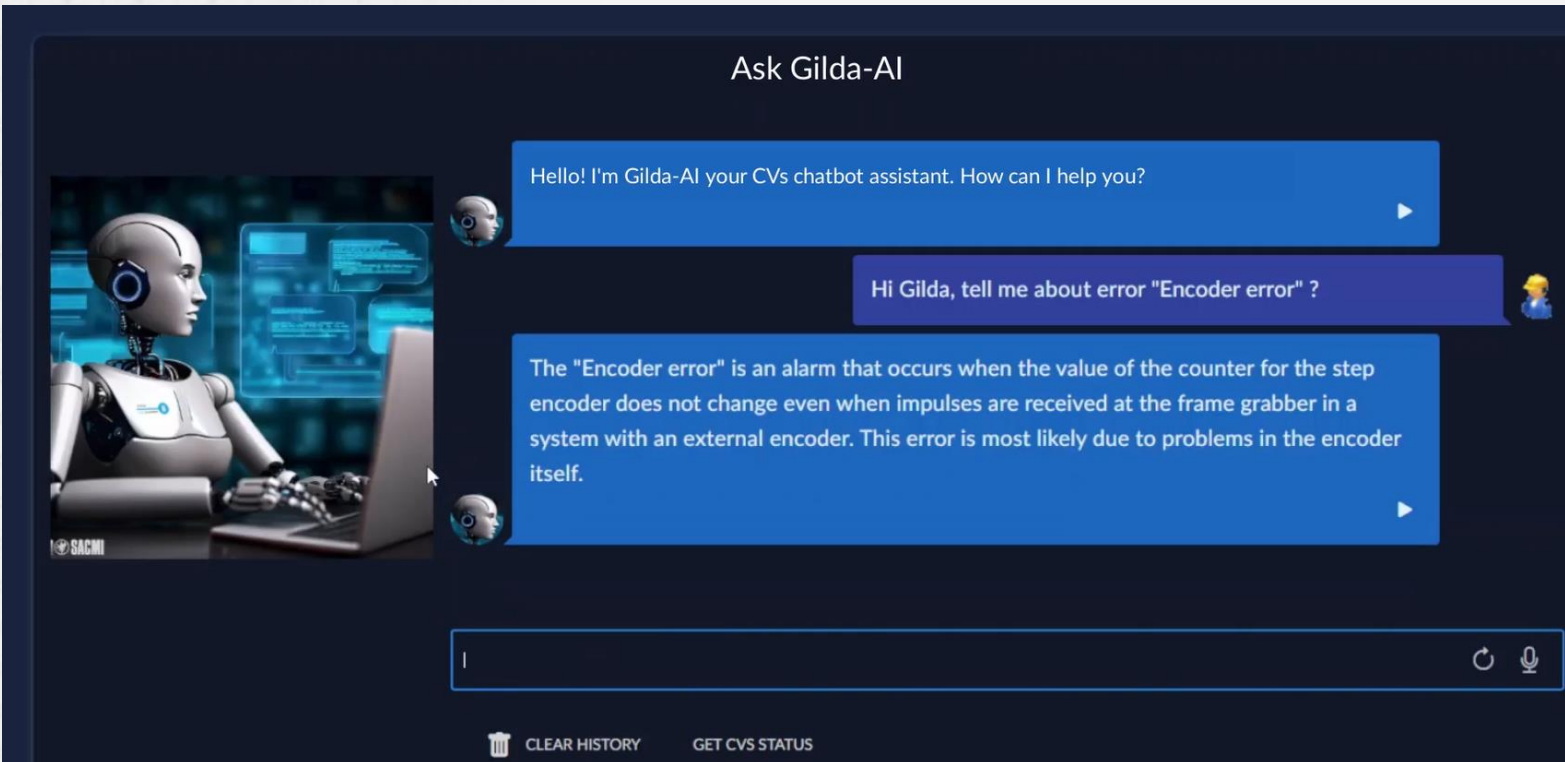 Ask Gilda-AI
Hello! I'm Gilda-AI your CVs chatbot assistant. How can I help you?
Hi Gilda, tell me about error "Encoder error" ?
The "Encoder error" is an alarm that occurs when the value of the counter for the step
encoder does not change even when impulses are received at the frame grabber in a
system with an external encoder. This error is most likely due to problems in the encoder
itself.
SACMI
CLEAR HISTORY
GET CVS STATUS